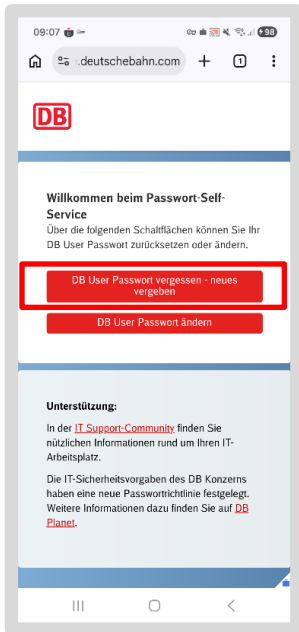 09:07
98
.deutschebahn.com
1
DB
Willkommen beim Passwort-Self-
Service
Über die folgenden Schaltflächen können Sie Ihr
DB User Passwort zurücksetzen oder ändern.
DB User Passwort vergessen - neues
vergeben
DB User Passwort ändern
Unterstützung:
In der IT Support-Community finden Sie
nützlichen Informationen rund um Ihren IT-
Arbeitsplatz.
Die IT-Sicherheitsvorgaben des DB Konzerns
haben eine neue Passwortrichtlinie festgelegt.
Weitere Informationen dazu finden Sie auf DB
Planet.